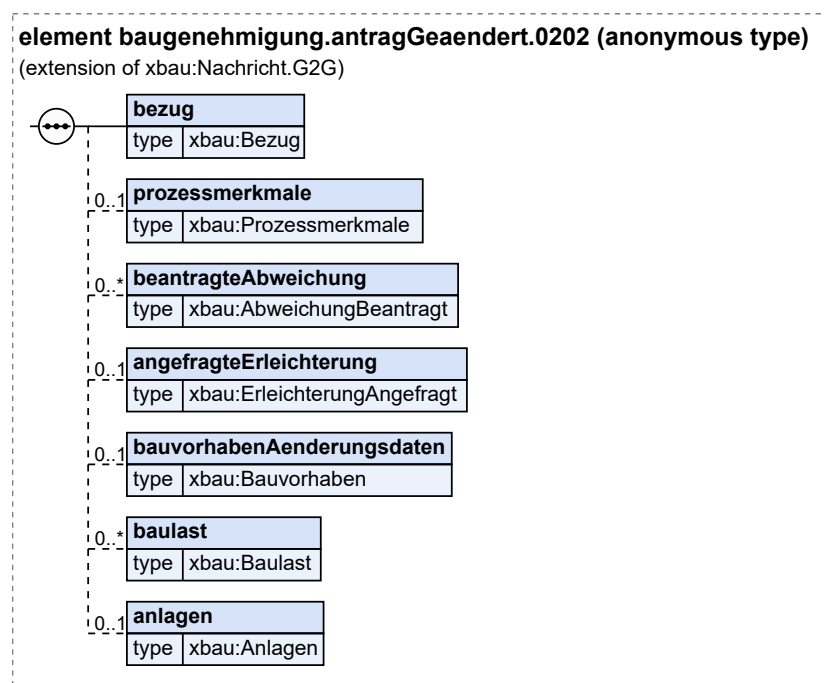 element baugenehmigung.antragGeaendert.0202 (anonymous type)
(extension of xbau:Nachricht.G2G)
bezug
type xbau:Bezug
0..1 prozessmerkmale
type xbau:Prozessmerkmale
0..* beantragteAbweichung
type xbau:AbweichungBeantragt
0..1 angefragteErleichterung
type xbau:ErleichterungAngefragt
0..1 bauvorhabenAenderungsdaten
type xbau:Bauvorhaben
0..* baulast
type xbau:Baulast
0..1 anlagen
type xbau:Anlagen